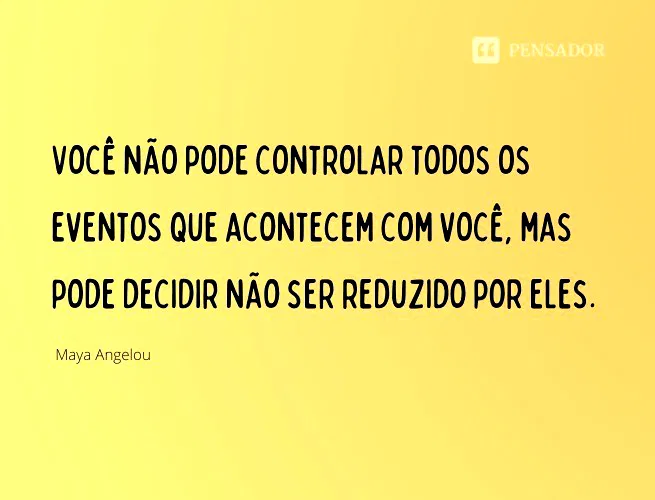 PENSADOR
VOCÊ NÃO PODE CONTROLAR TODOS OS
EVENTOS QUE ACONTECEM COM VOCÊ, MAS
PODE DECIDIR NÃO SER REDUZIDO POR ELES.
Maya Angelou